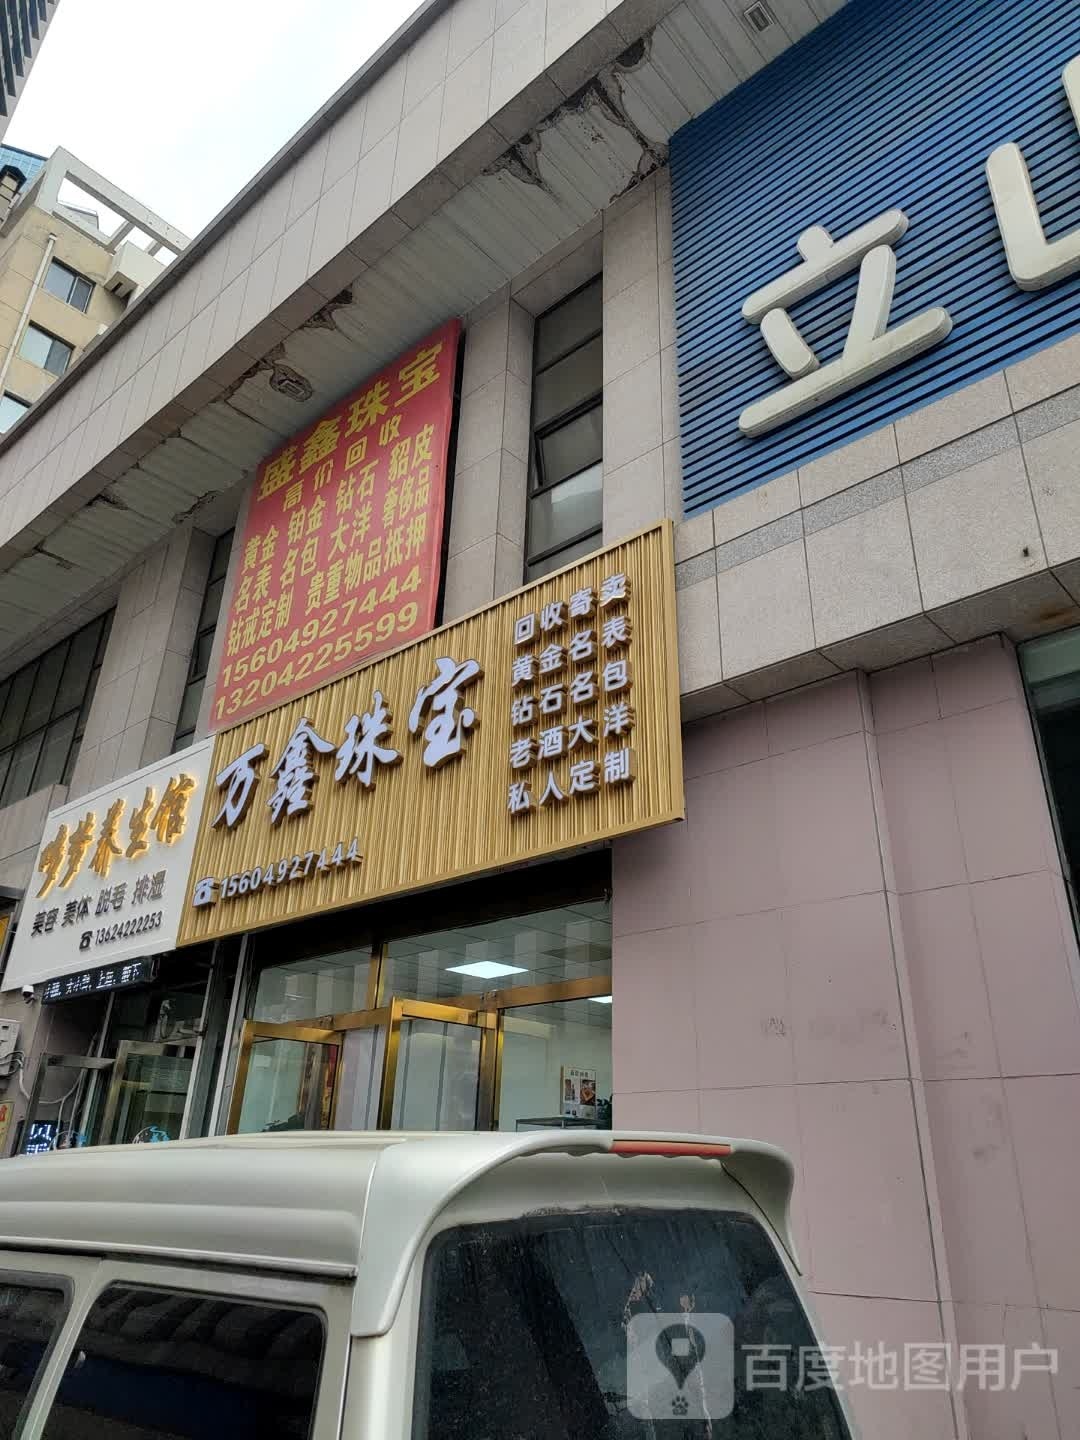 立
盛鑫珠宝
高价回收
黄金 铂金 钻石 貂皮
名表 名包 大洋 奢侈品
钻戒定制 贵重物品抵押
15604927444
13204225599
万鑫珠宝
☎15604927444
回收寄卖
黄金名表
钻石名包
老酒大洋
私人定制
梦梦养生馆
美容 美体 脱毛 排湿
☎13624222253
百度地图用户